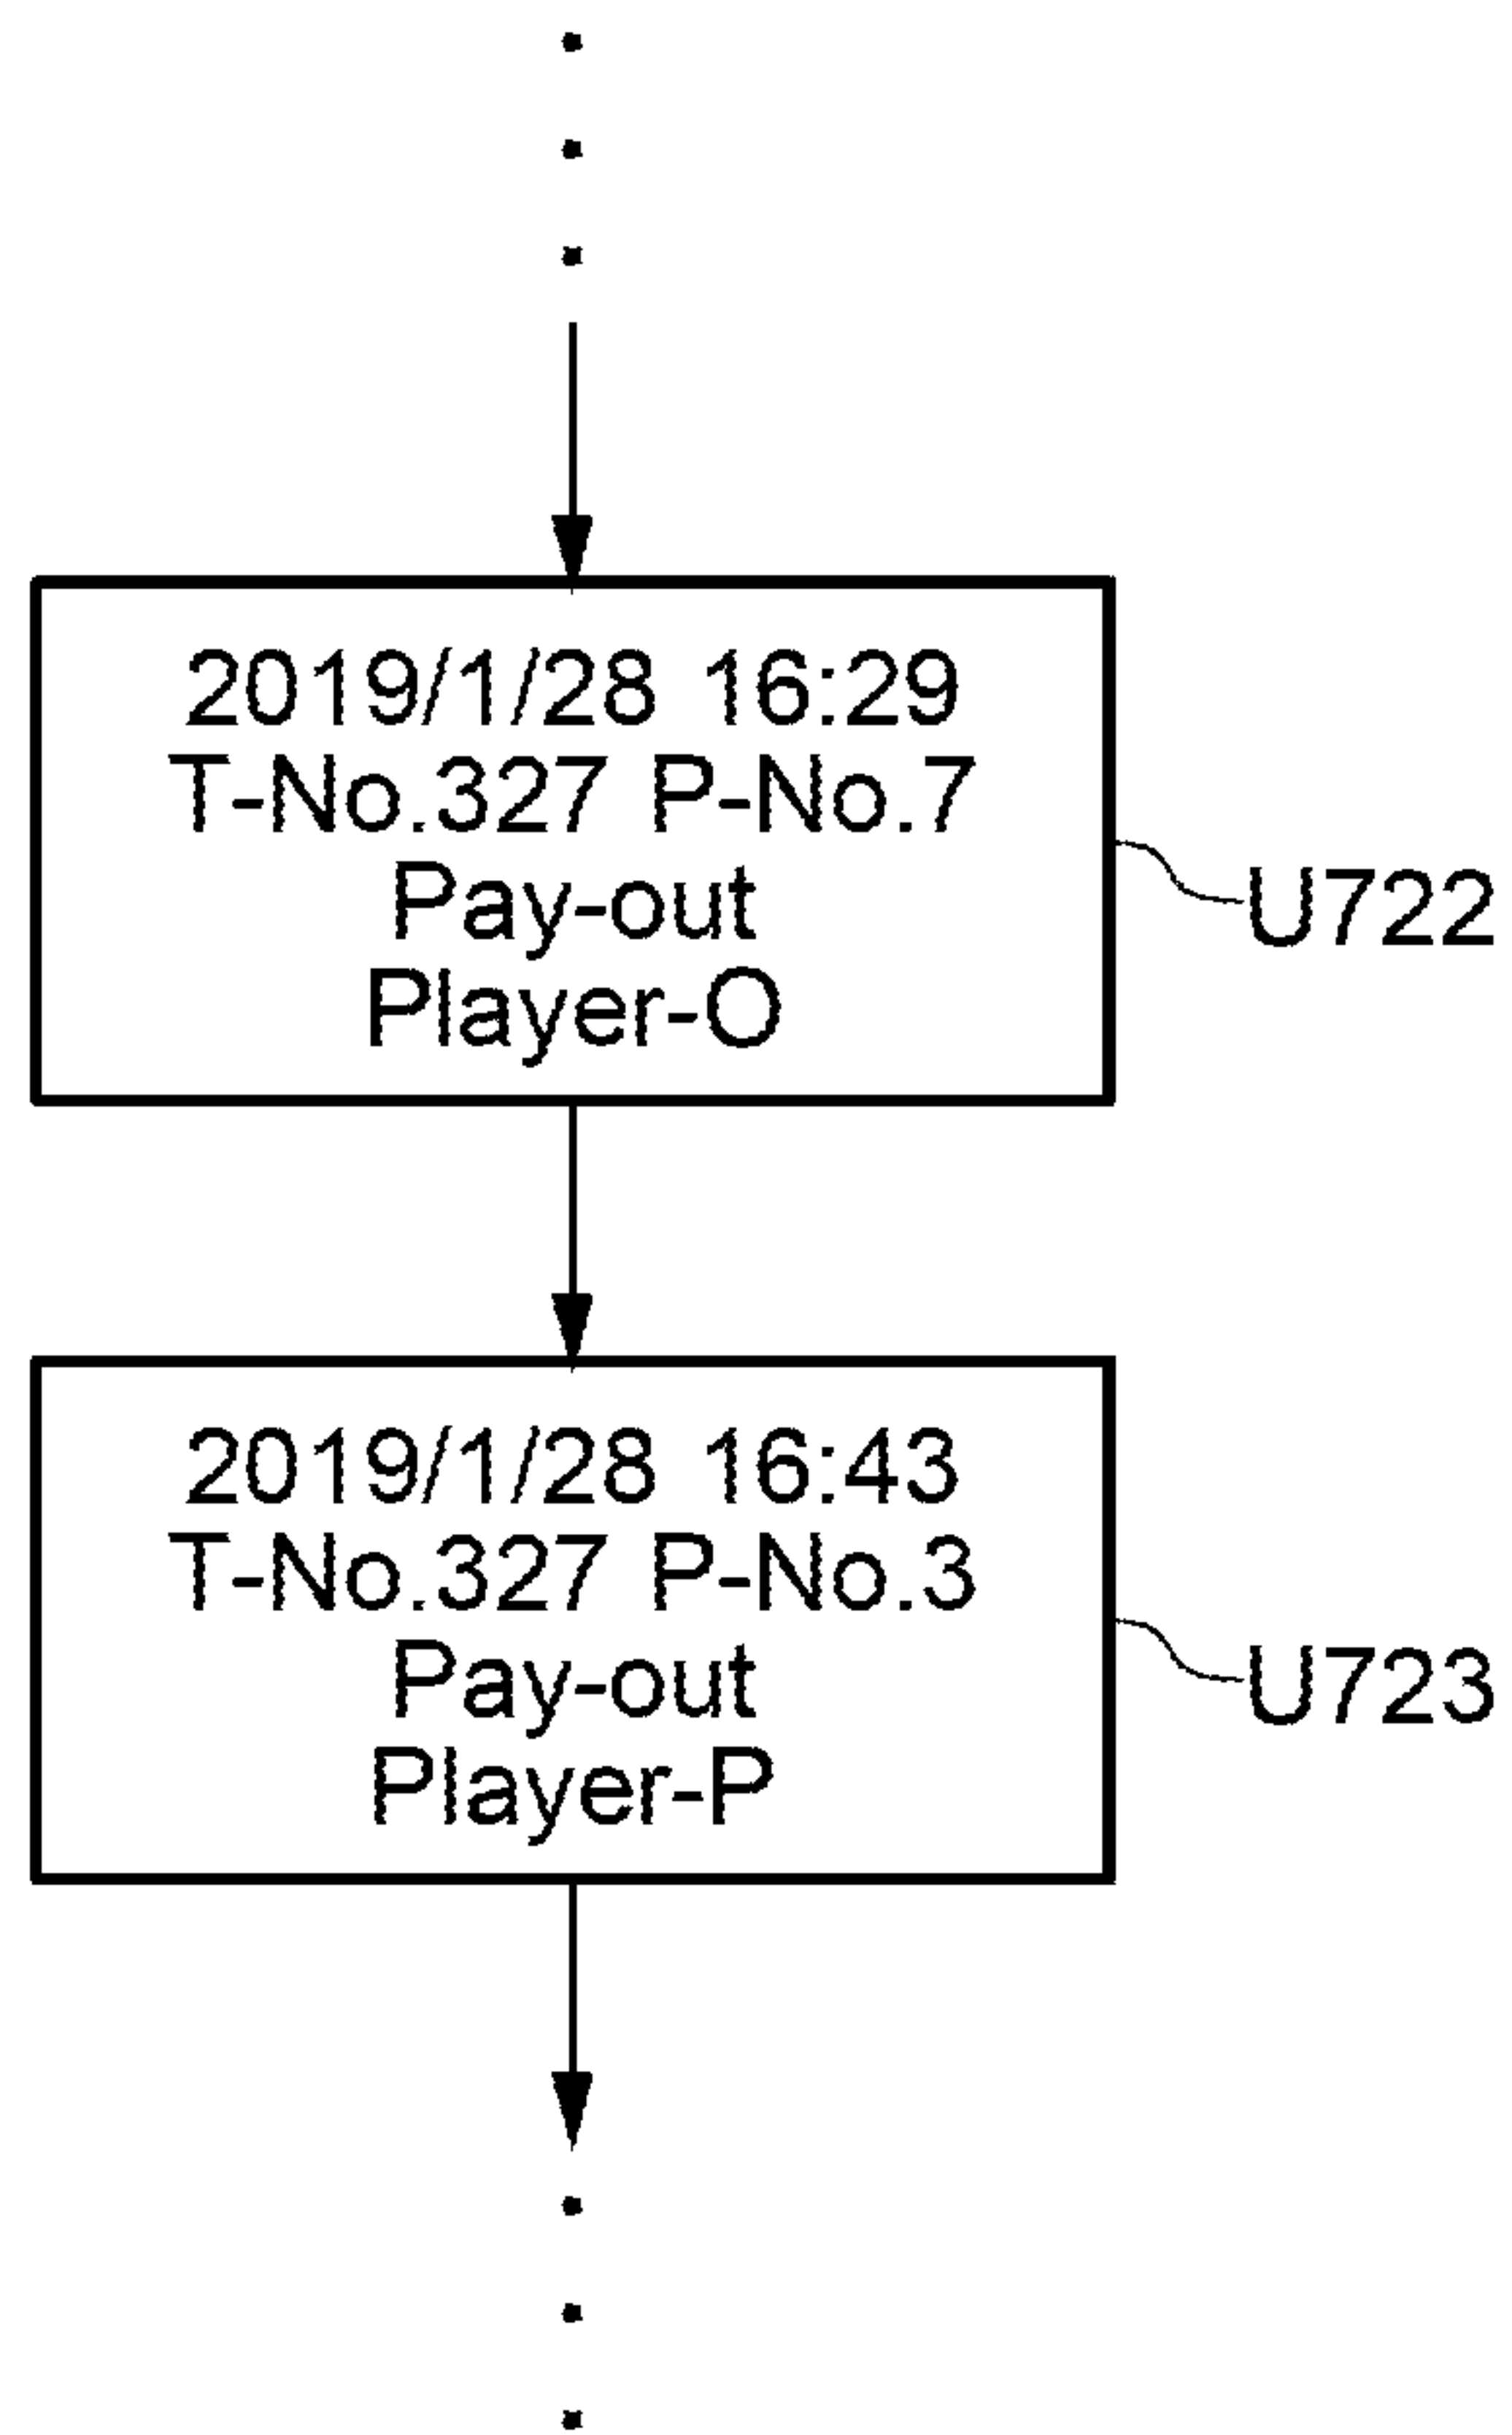 2019/1/28 16:29
T-No.327 P-No.7
Pay-out
Player-O
U722
2019/1/28 16:43
T-No.327 P-No.3
Pay-out
Player-P
U723